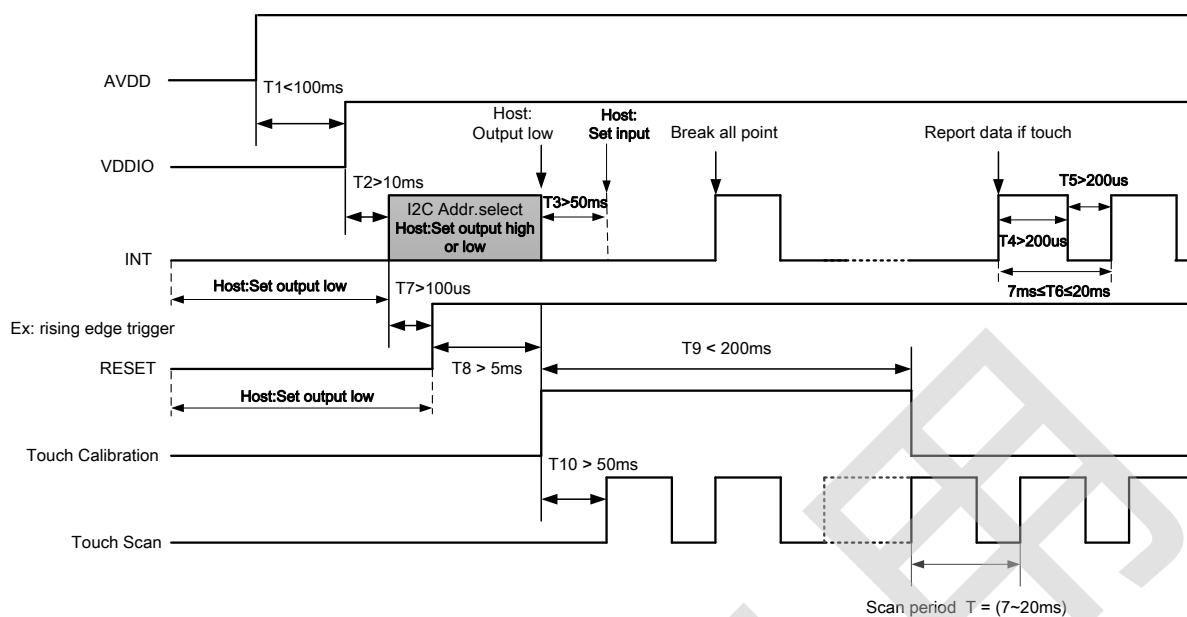 AVDD
T1<100ms
VDDIO
Host:
Output low
Host:
Set input
Break all point
Report data if touch
T2>10ms
I2C Addr.select
Host:Set output high
or low
T3>50ms
T5>200us
T4>200us
INT
Host:Set output low
T7>100us
7ms≤T6≤20ms
Ex: rising edge trigger
RESET
T8 > 5ms
T9 < 200ms
Host:Set output low
Touch Calibration
T10 > 50ms
Touch Scan
Scan period T = (7~20ms)